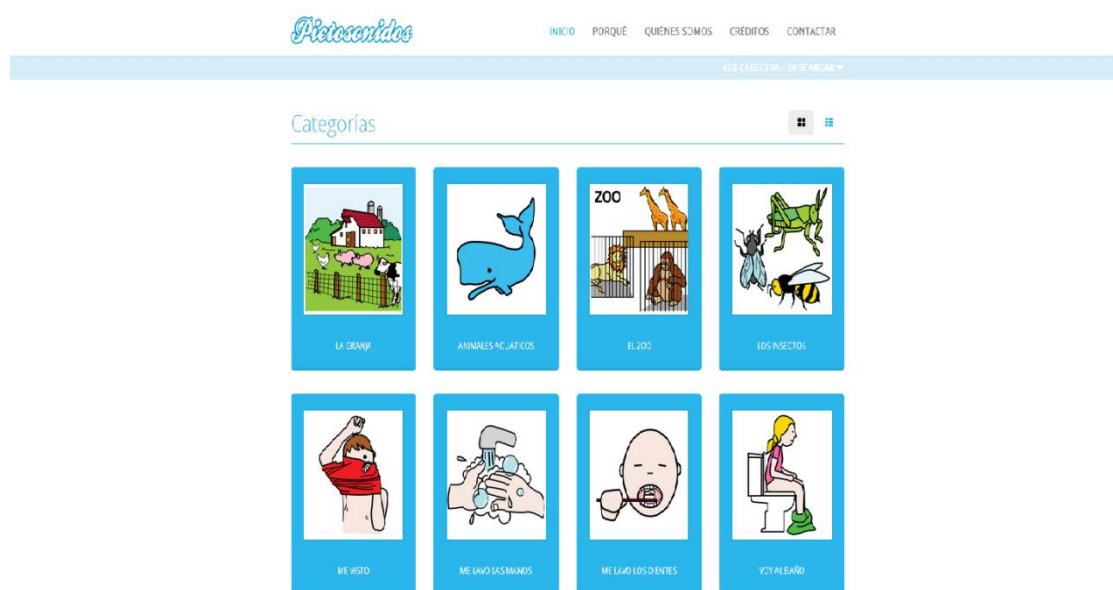 Pictosonidos
INICIO PORQUÉ QUIÉNES SOMOS CRÉDITOS CONTACTAR
VER CABECERA DESCARGAR
Categorías
ZOO
LA GRANJA ANIMALES ACUATICOS EL ZOO LOS INSECTOS
ME VISTO ME LAVO LAS MANOS ME LAVO LOS DIENTES VOY AL BAÑO